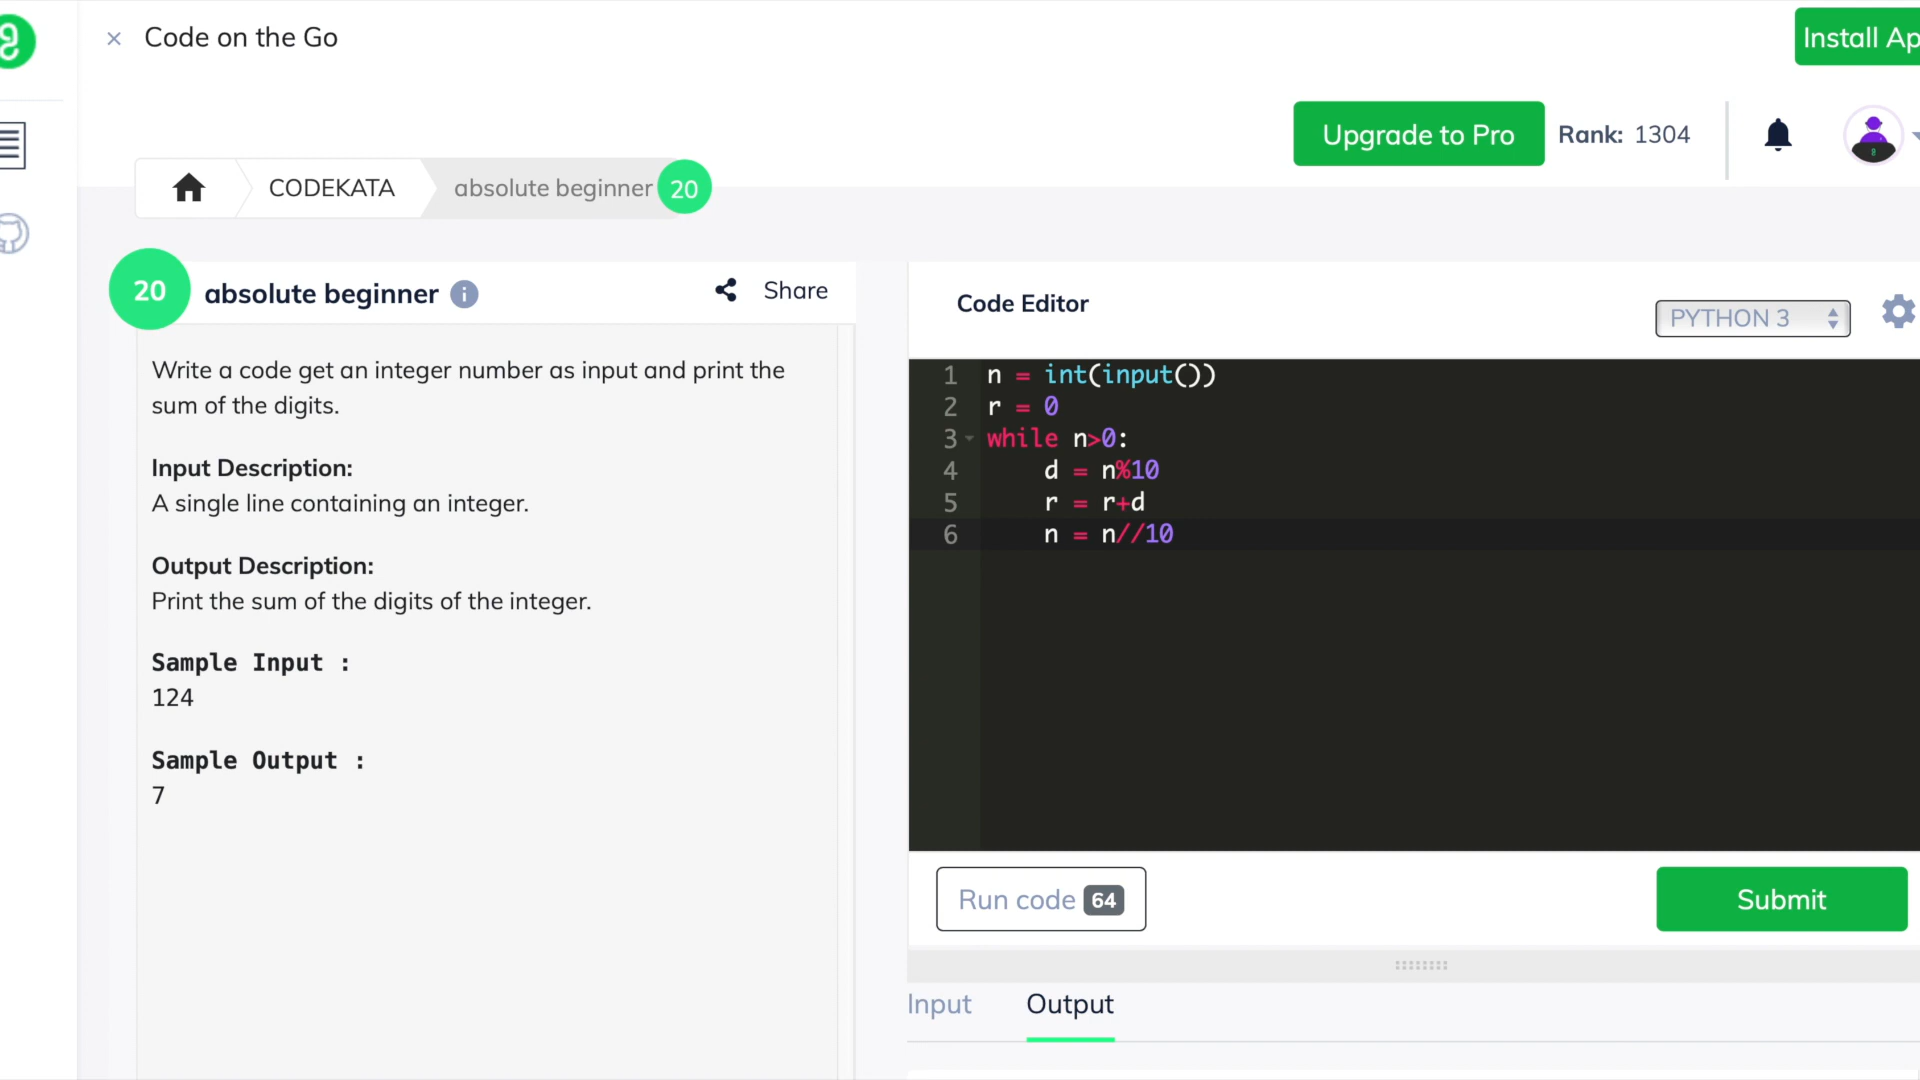 Code on the Go
Install Ap
Upgrade to Pro
Rank: 1304
CODEKATA
absolute beginner 20
20 absolute beginner
Share
Write a code get an integer number as input and print the
sum of the digits.
Input Description:
A single line containing an integer.
Output Description:
Print the sum of the digits of the integer.
Sample Input :
124
Sample Output :
7
Code Editor
PYTHON 3
1 n = int(input())
2 r = 0
3 while n>0:
4     d = n%10
5     r = r+d
6     n = n//10
Run code 64
Submit
Input
Output